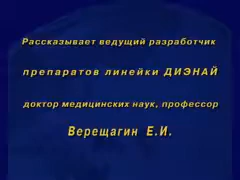 Рассказывает ведущий разработчик
препаратов линейки ДИЭНАЙ
доктор медицинских наук, профессор
Верещагин Е.И.